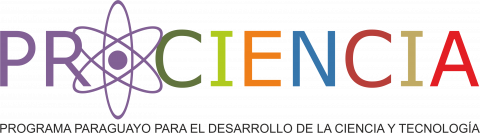 PROCIENCIA
PROGRAMA PARAGUAYO PARA EL DESARROLLO DE LA CIENCIA Y TECNOLOGÍA